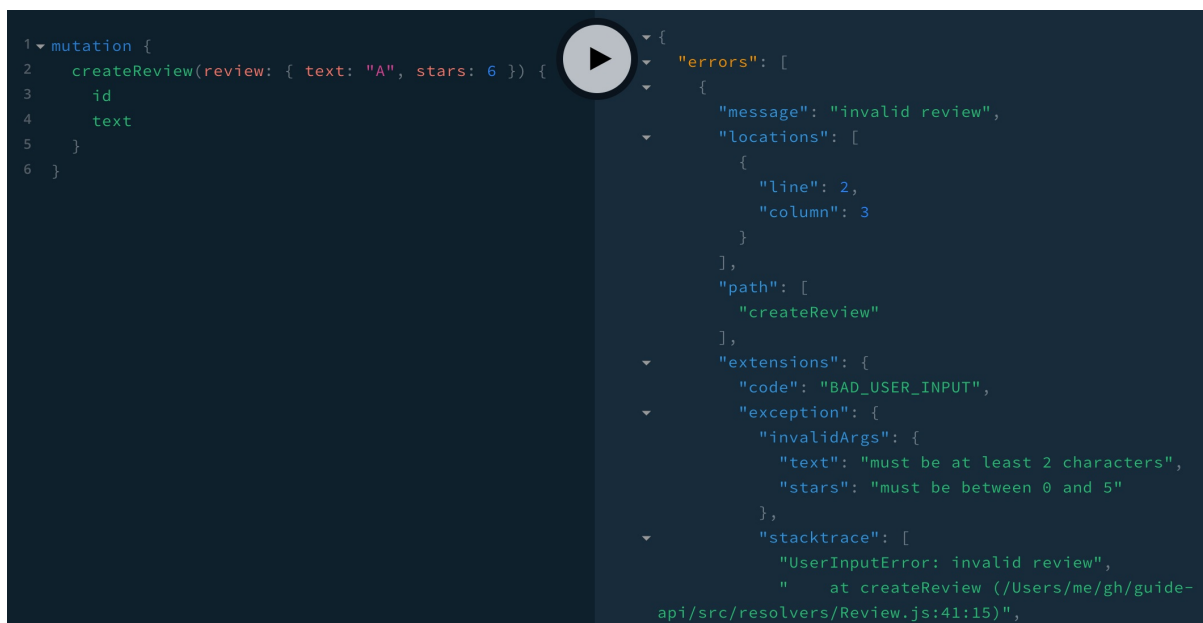 1 mutation {
2 createReview(review: { text: "A", stars: 6 }) {
3 id
4 text
5 }
6 }
{
"errors": [
{
"message": "invalid review",
"locations": [
{
"line": 2,
"column": 3
}
],
"path": [
"createReview"
],
"extensions": {
"code": "BAD_USER_INPUT",
"exception": {
"invalidArgs": {
"text": "must be at least 2 characters",
"stars": "must be between 0 and 5"
},
"stacktrace": [
"UserInputError: invalid review",
"    at createReview (/Users/me/gh/guide-
api/src/resolvers/Review.js:41:15)",